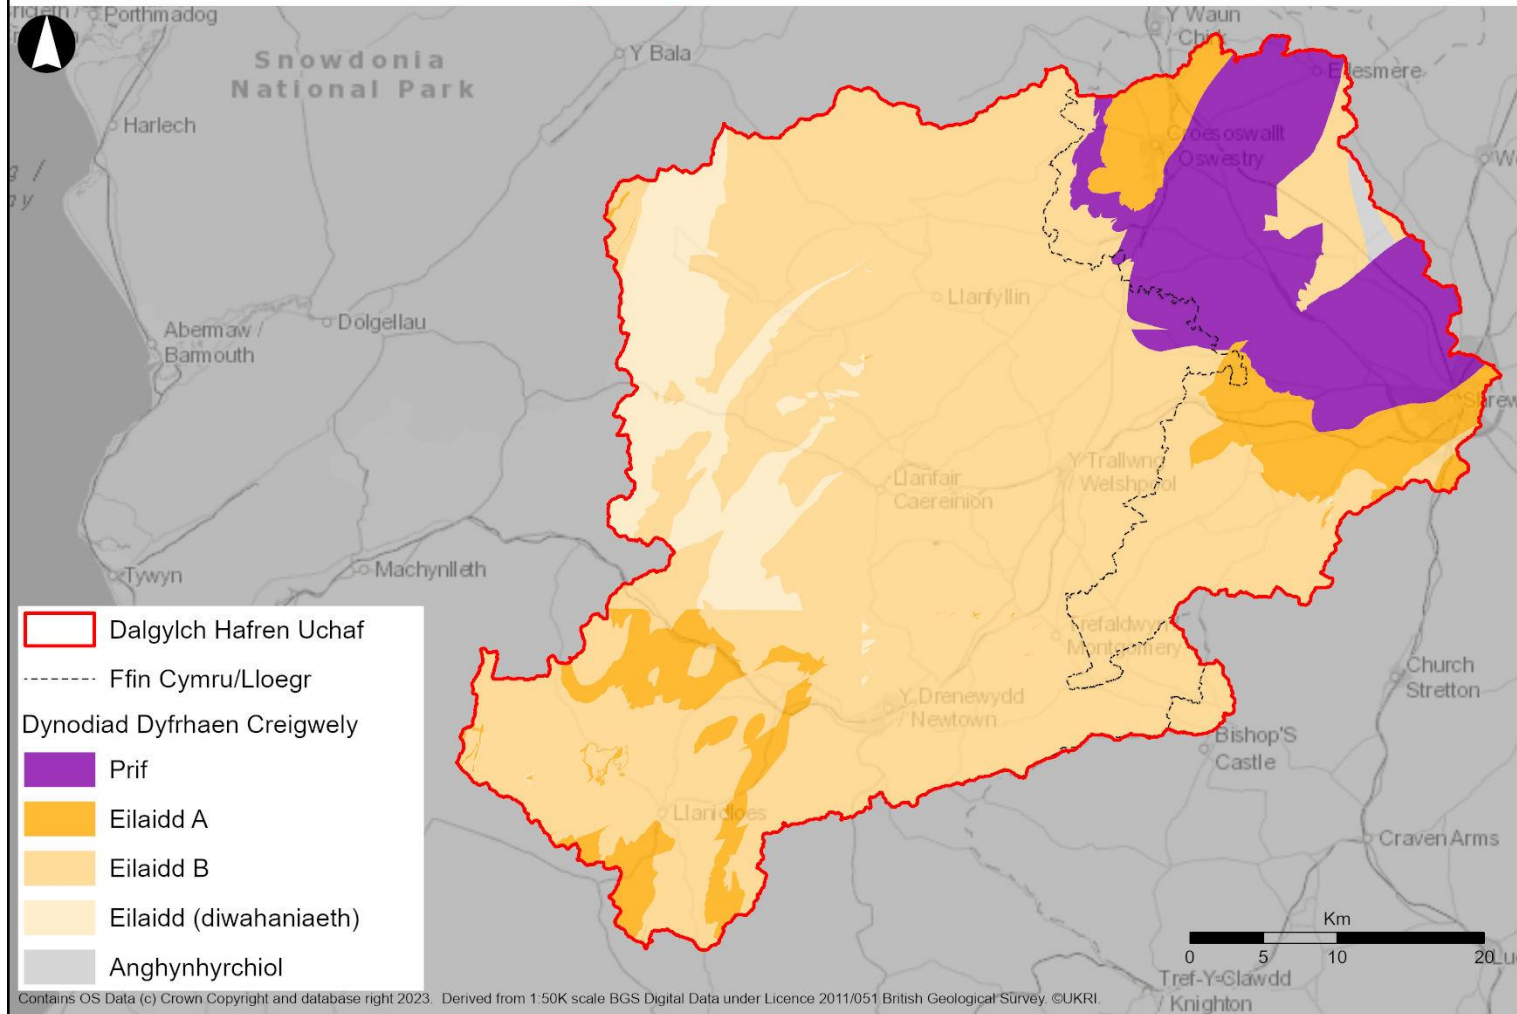 Porthmadog
Y Waun
/ Chirk
Snowdonia
National Park
Y Bala
Ellesmere
Harlech
Croesoswallt
Oswestry
Llanfyllin
Dolgellau
Abermaw /
Barmouth
Llanfair
Caereinion
Y Trallwng
/ Welshpool
Machynlleth
Tywyn
Trefaldwyn /
Montgomery
Church
Stretton
Y Drenewydd
/ Newtown
Bishop'S
Castle
Llanidloes
Craven Arms
Tref-Y-Clawdd
/ Knighton
Dalgylch Hafren Uchaf
Ffin Cymru/Lloegr
Dynodiad Dyfrhaen Creigwely
Prif
Eilaidd A
Eilaidd B
Eilaidd (diwahaniaeth)
Anghynhyrchiol
Km
0 5 10 20
Contains OS Data (c) Crown Copyright and database right 2023. Derived from 1:50K scale BGS Digital Data under Licence 2011/051 British Geological Survey. ©UKRI.